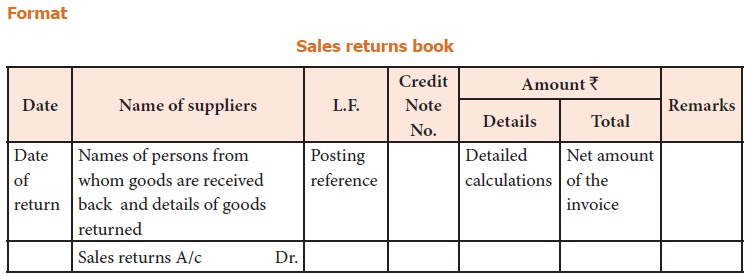 Format
Sales returns book
Date
Name of suppliers
L.F.
Credit
Note
No.
Amount ₹
Details
Total
Remarks
Date
of
return
Names of persons from
whom goods are received
back and details of goods
returned
Posting
reference
Detailed
calculations
Net amount
of the
invoice
Sales returns A/c Dr.